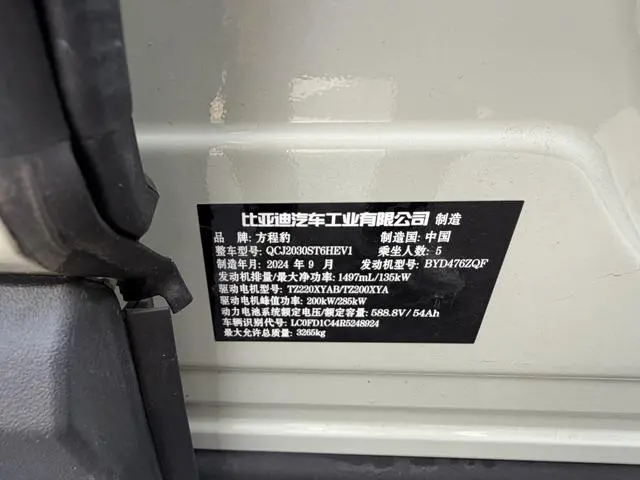 比亚迪汽车工业有限公司 制造
品 牌: 方程豹 制造国: 中国
整车型号: QCJ2030ST6HEV1 乘坐人数: 5
制造年月: 2024 年 9 月 发动机型号: BYD476ZQF
发动机排量/最大净功率: 1497mL/135kW
驱动电机型号: TZ220XYAB/TZ200XYA
驱动电机峰值功率: 200kW/285kW
动力电池系统额定电压/额定容量: 588.8V/54Ah
车辆识别代号: LC0FD1C44R5248924
最大允许总质量: 3265kg